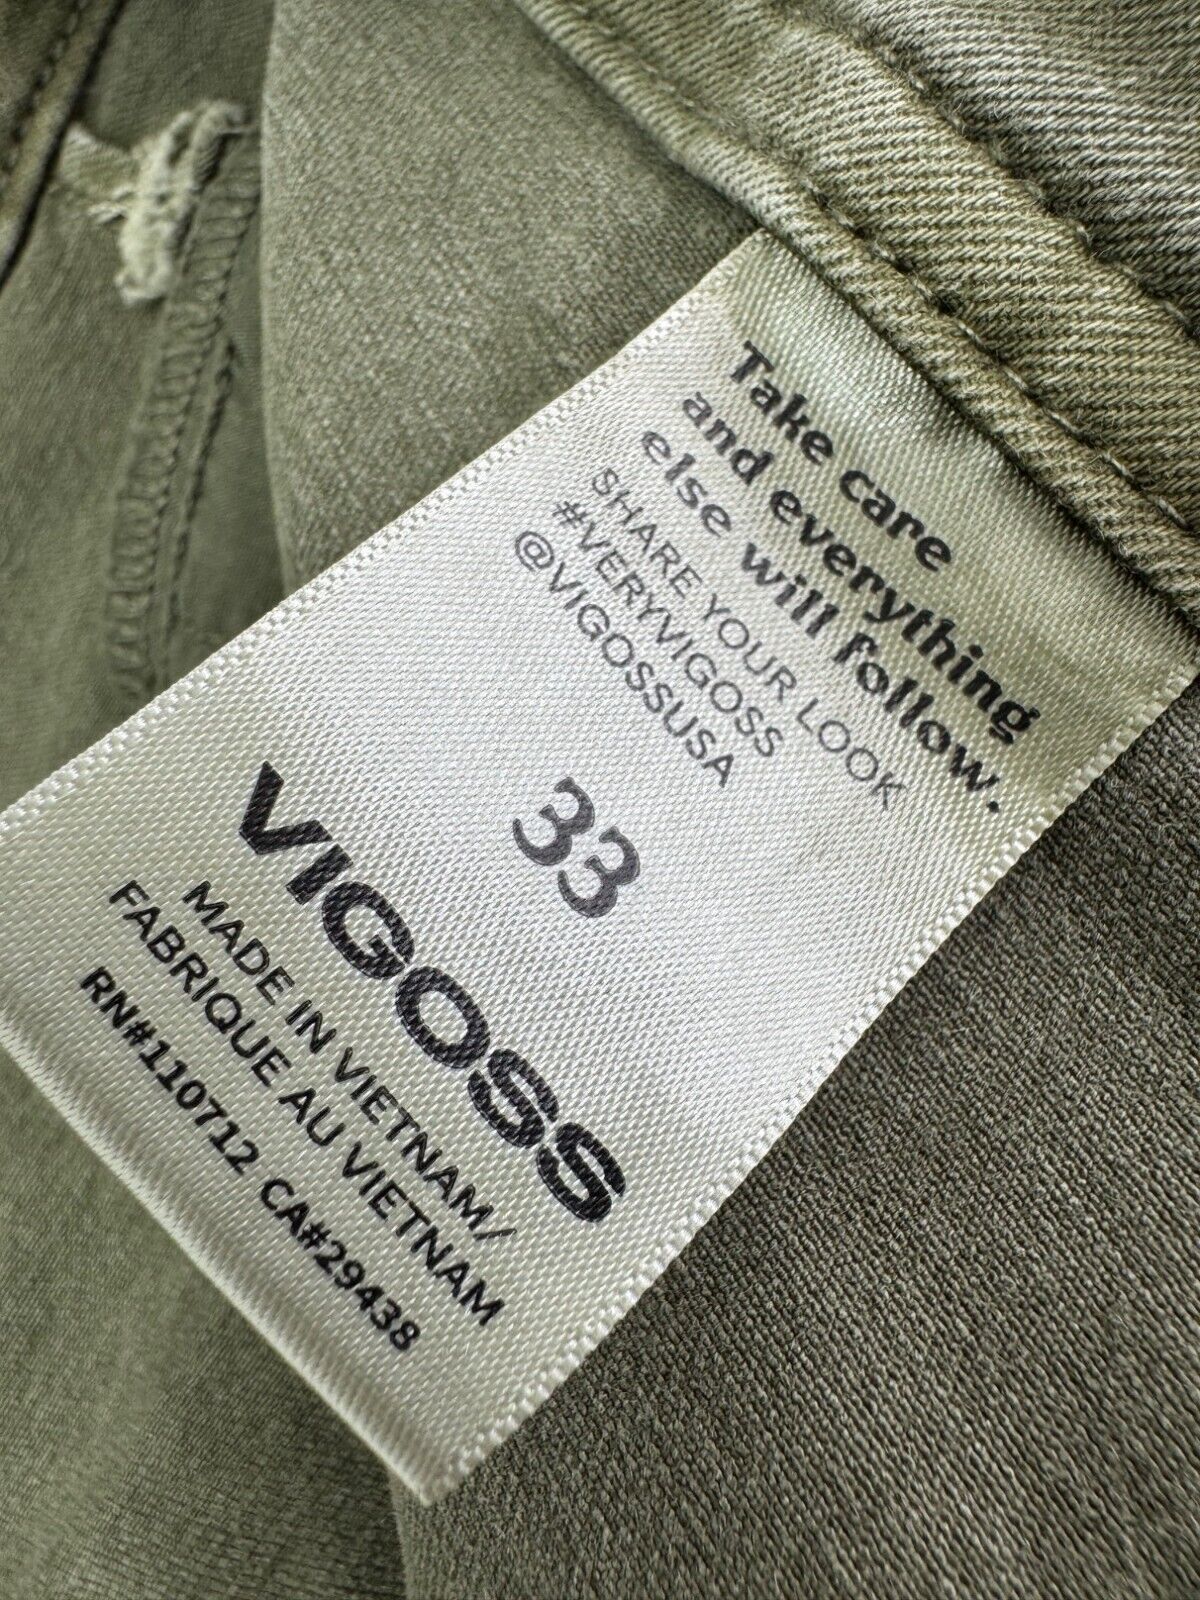 Take care
and everything
else will follow.
SHARE YOUR LOOK
#VERYVIGOSS
@VIGOSSUSA
33
VIGOSS
MADE IN VIETNAM/
FABRIQUE AU VIETNAM
RN#110712 CA#29438